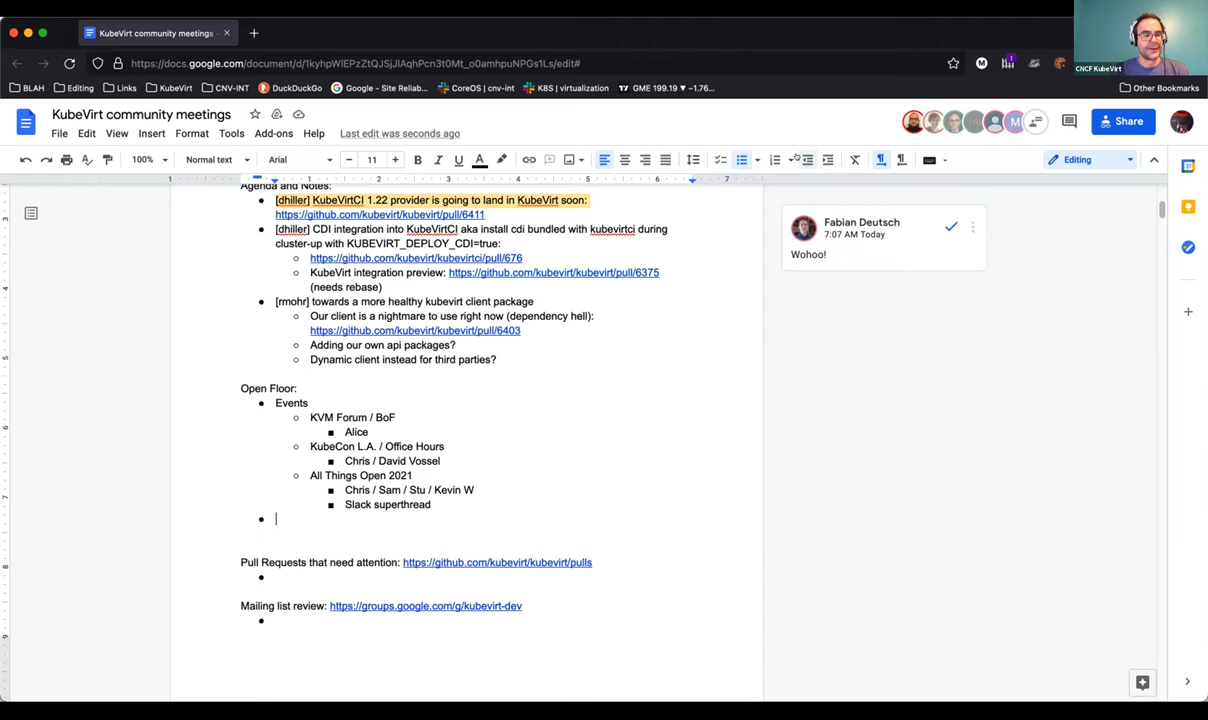 KubeVirt community meetings -
https://docs.google.com/document/d/1kyhpWIEPzZtQJSjJlAqhPcn3t0Mt_o0amhpuNPGs1Ls/edit#
CNCF KubeVirt
BLAH
Editing
Links
KubeVirt
CNV-INT
DuckDuckGo
Google - Site Reliab...
CoreOS | cnv-int
K8S | virtualization
GME 199.19 ▼ −1.76...
Other Bookmarks
KubeVirt community meetings
File Edit View Insert Format Tools Add-ons Help Last edit was seconds ago
Share
100% Normal text Arial 11 Editing
Agenda and Notes:
[dhiller] KubeVirtCI 1.22 provider is going to land in KubeVirt soon:
https://github.com/kubevirt/kubevirt/pull/6411
[dhiller] CDI integration into KubeVirtCI aka install cdi bundled with kubevirtci during
cluster-up with KUBEVIRT_DEPLOY_CDI=true:
https://github.com/kubevirt/kubevirtci/pull/676
KubeVirt integration preview: https://github.com/kubevirt/kubevirt/pull/6375
(needs rebase)
[rmohr] towards a more healthy kubevirt client package
Our client is a nightmare to use right now (dependency hell):
https://github.com/kubevirt/kubevirt/pull/6403
Adding our own api packages?
Dynamic client instead for third parties?
Open Floor:
Events
KVM Forum / BoF
Alice
KubeCon L.A. / Office Hours
Chris / David Vossel
All Things Open 2021
Chris / Sam / Stu / Kevin W
Slack superthread
Pull Requests that need attention: https://github.com/kubevirt/kubevirt/pulls
Mailing list review: https://groups.google.com/g/kubevirt-dev
Fabian Deutsch
7:07 AM Today
Wohoo!